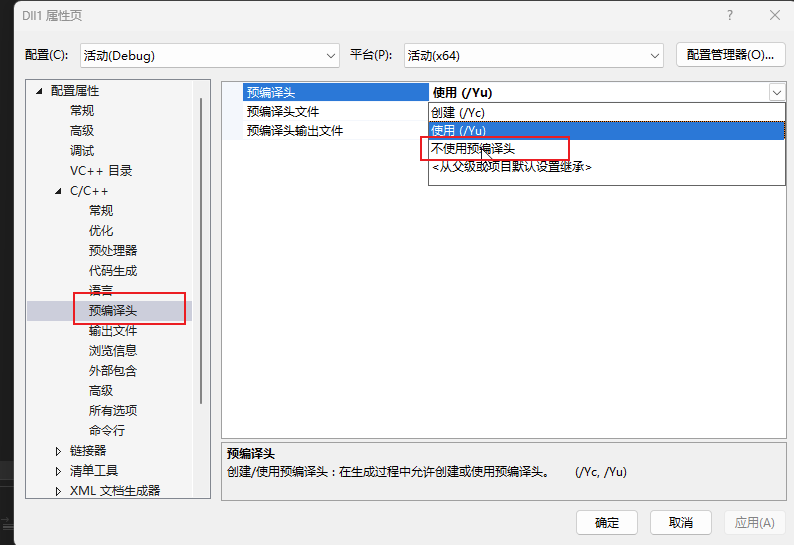 Dll1 属性页
配置(C):
活动(Debug)
平台(P):
活动(x64)
配置管理器(O)...
配置属性
常规
高级
调试
VC++ 目录
C/C++
常规
优化
预处理器
代码生成
语言
预编译头
输出文件
浏览信息
外部包含
高级
所有选项
命令行
链接器
清单工具
XML 文档生成器
预编译头
使用 (/Yu)
预编译头文件
预编译头输出文件
创建 (/Yc)
使用 (/Yu)
不使用预编译头
<从父级或项目默认设置继承>
预编译头
创建/使用预编译头 : 在生成过程中允许创建或使用预编译头。 (/Yc, /Yu)
确定
取消
应用(A)